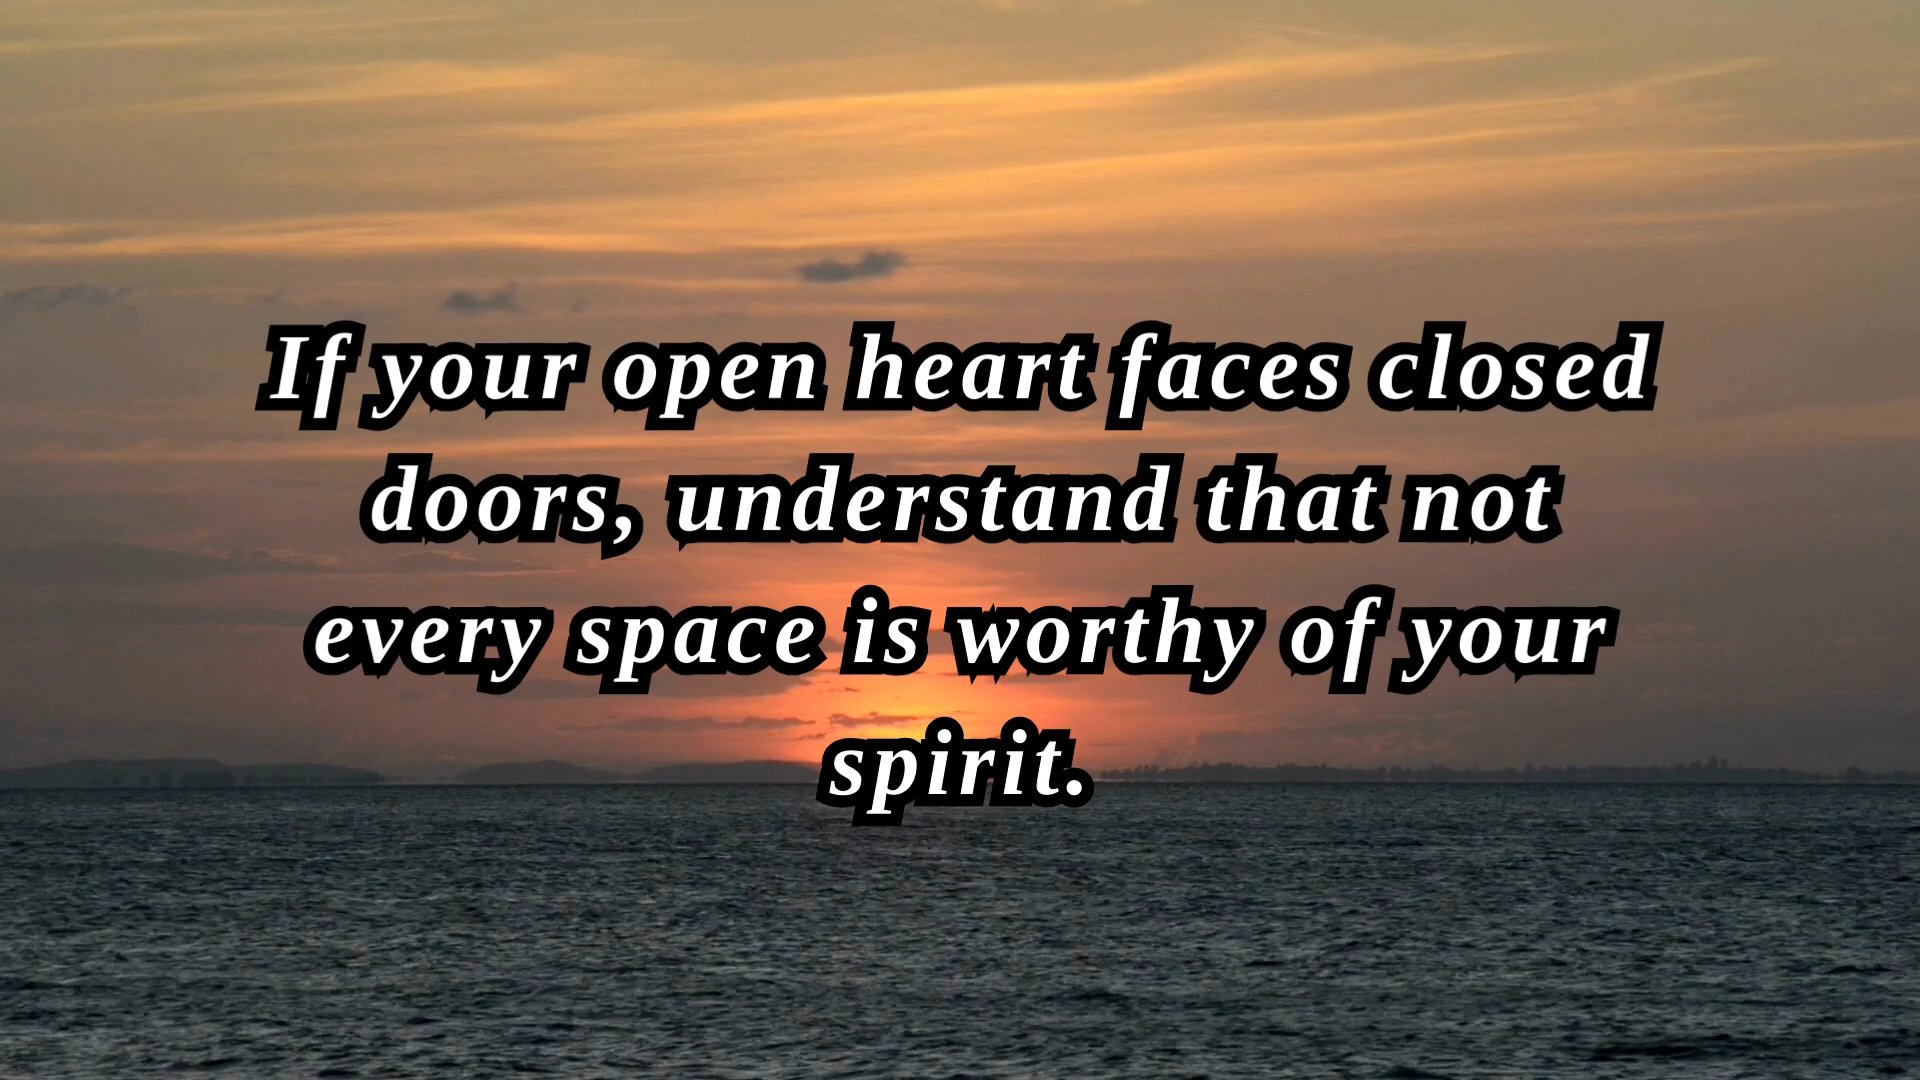 If your open heart faces closed
doors, understand that not
every space is worthy of your
spirit.